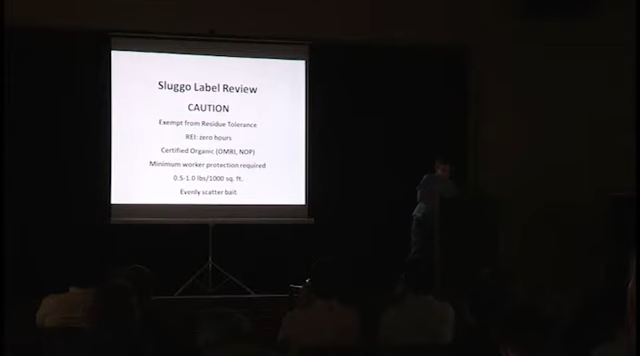 Sluggo Label Review
CAUTION
Exempt from Residue Tolerance
REI: zero hours
Certified Organic (OMRI, NOP)
Minimum worker protection required
0.5-1.0 lbs/1000 sq. ft.
Evenly scatter bait